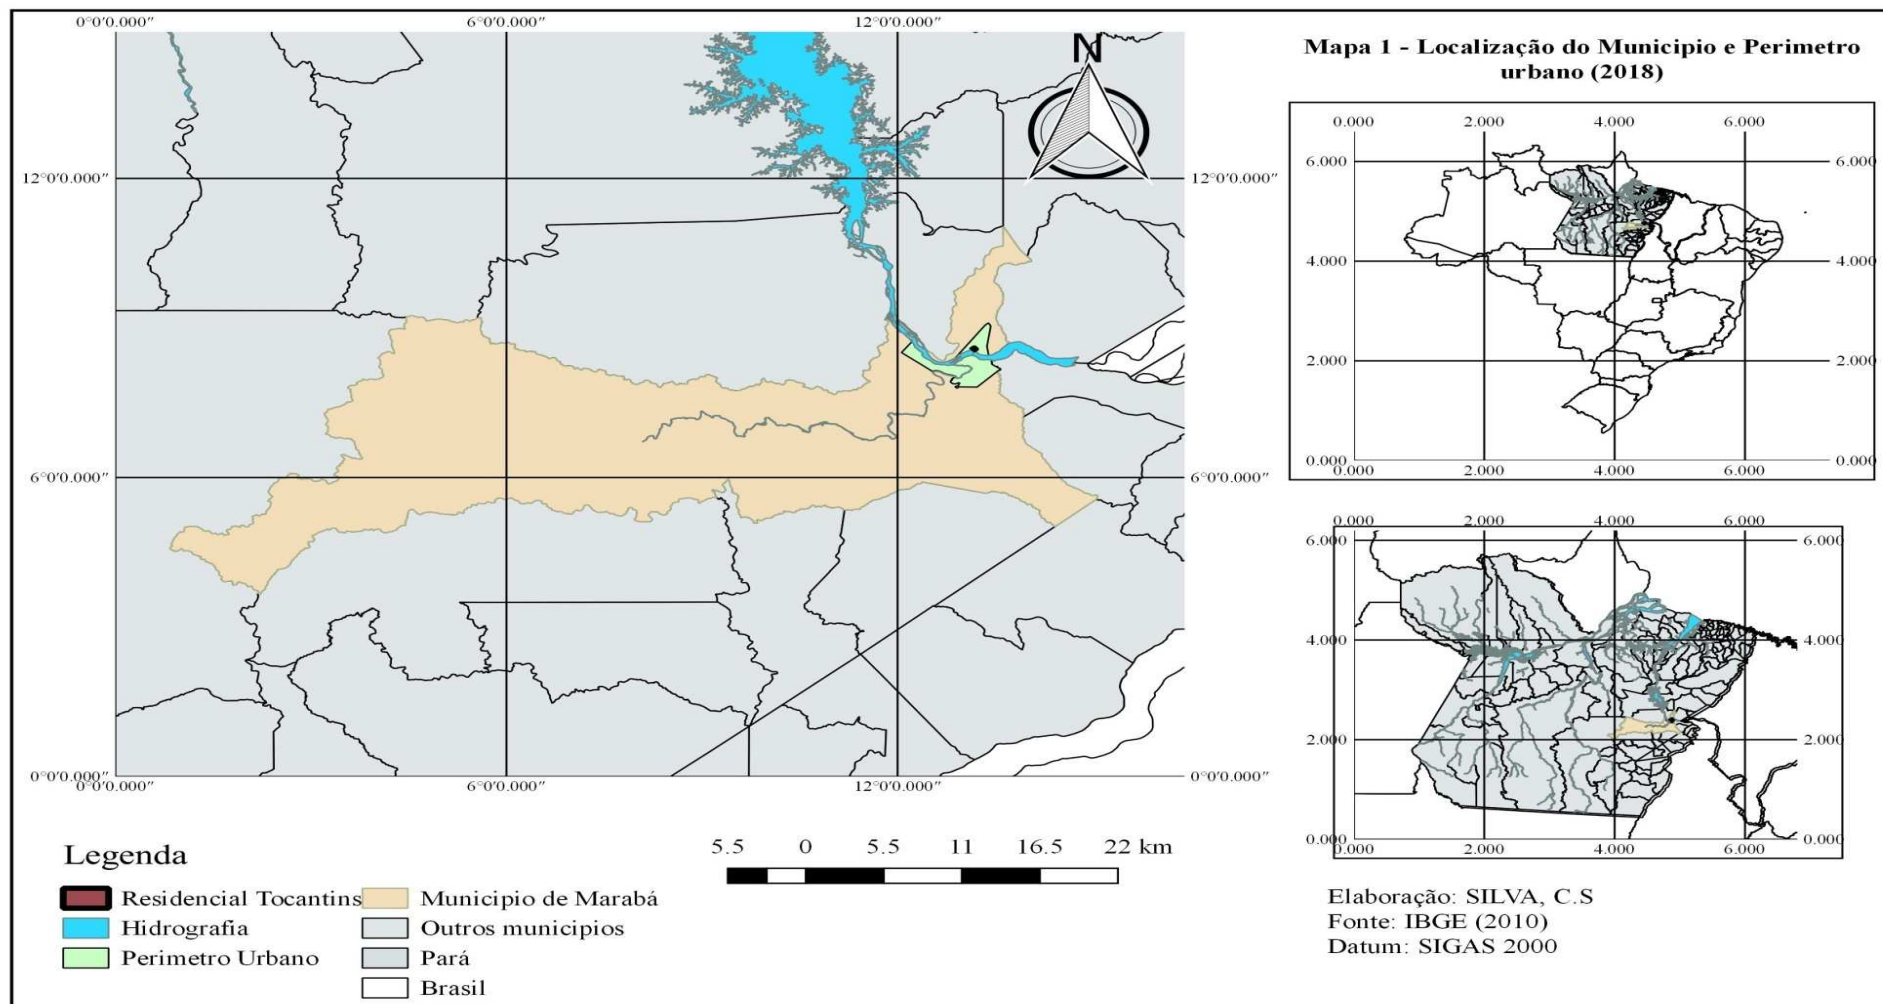 0°0′0.000″ 6°0′0.000″ 12°0′0.000″
N
12°0′0.000″ 12°0′0.000″
6°0′0.000″ 6°0′0.000″
0°0′0.000″ 0°0′0.000″
0°0′0.000″ 6°0′0.000″ 12°0′0.000″
Mapa 1 - Localização do Municipio e Perimetro
urbano (2018)
0.000 2.000 4.000 6.000
6.000 6.000
4.000 4.000
2.000 2.000
0.000 0.000
0.000 2.000 4.000 6.000
0.000 2.000 4.000 6.000
6.000 6.000
4.000 4.000
2.000 2.000
0.000 0.000
0.000 2.000 4.000 6.000
Legenda
Residencial Tocantins
Hidrografia
Perimetro Urbano
Municipio de Marabá
Outros municipios
Pará
Brasil
5.5 0 5.5 11 16.5 22 km
Elaboração: SILVA, C.S
Fonte: IBGE (2010)
Datum: SIGAS 2000